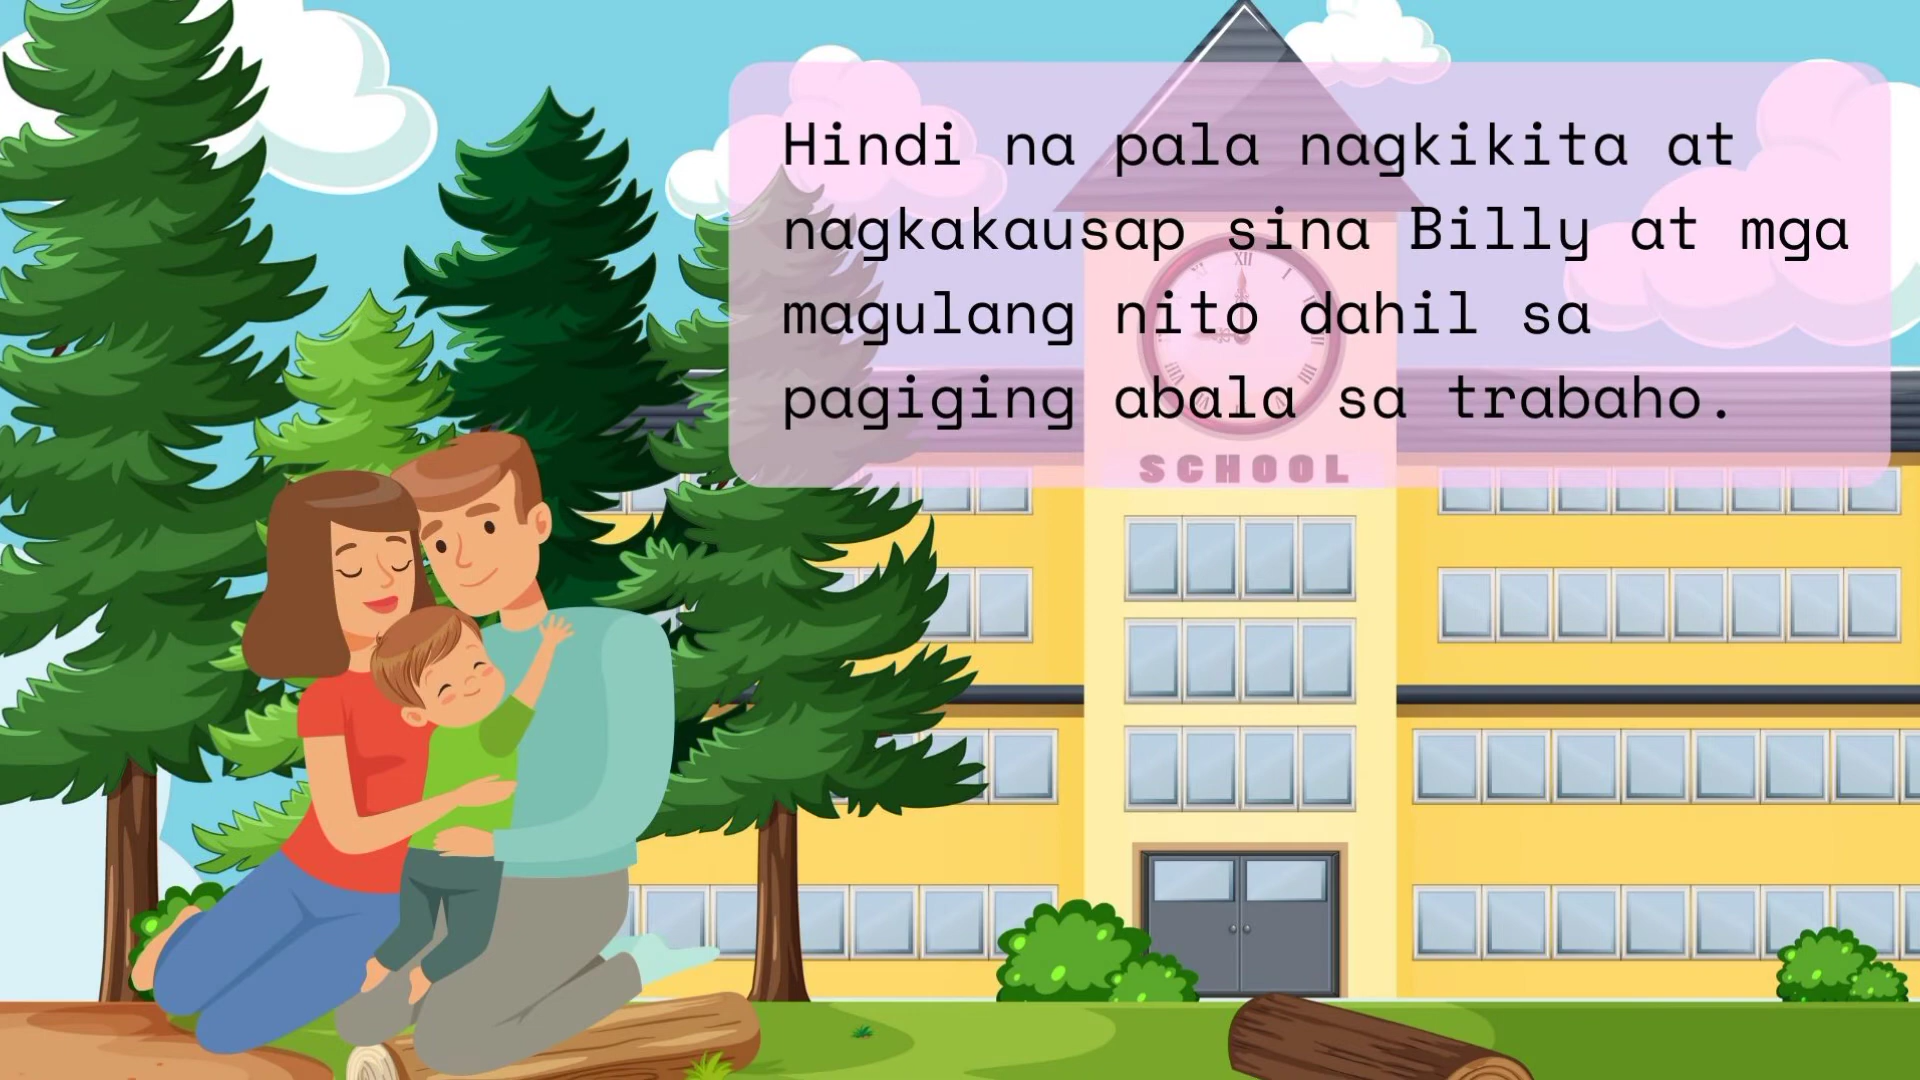 Hindi na pala nagkikita at
nagkakausap sina Billy at mga
magulang nito dahil sa
pagiging abala sa trabaho.
SCHOOL